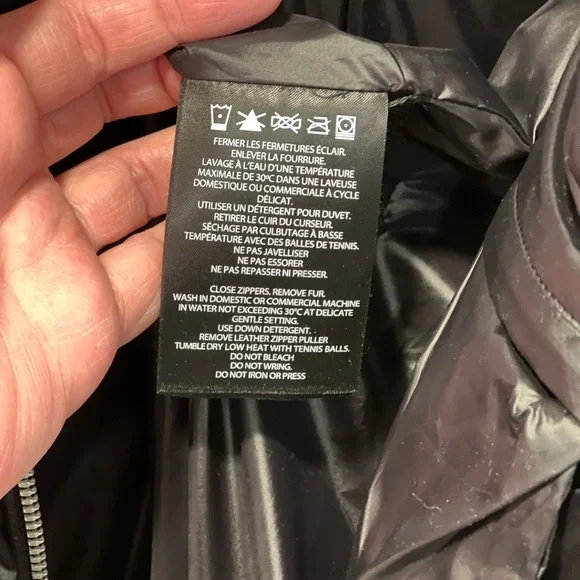 FERMER LES FERMETURES ÉCLAIR.
ENLEVER LA FOURRURE.
LAVAGE À L'EAU D'UNE TEMPÉRATURE
MAXIMALE DE 30ºC DANS UNE LAVEUSE
DOMESTIQUE OU COMMERCIALE À CYCLE
DÉLICAT.
UTILISER UN DÉTERGENT POUR DUVET.
RETIRER LE CUIR DU CURSEUR.
SÉCHAGE PAR CULBUTAGE À BASSE
TEMPÉRATURE AVEC DES BALLES DE TENNIS.
NE PAS JAVELLISER
NE PAS ESSORER
NE PAS REPASSER NI PRESSER.
CLOSE ZIPPERS. REMOVE FUR.
WASH IN DOMESTIC OR COMMERCIAL MACHINE
IN WATER NOT EXCEEDING 30ºC AT DELICATE
GENTLE SETTING.
USE DOWN DETERGENT.
REMOVE LEATHER ZIPPER PULLER
TUMBLE DRY LOW HEAT WITH TENNIS BALLS.
DO NOT BLEACH
DO NOT WRING.
DO NOT IRON OR PRESS